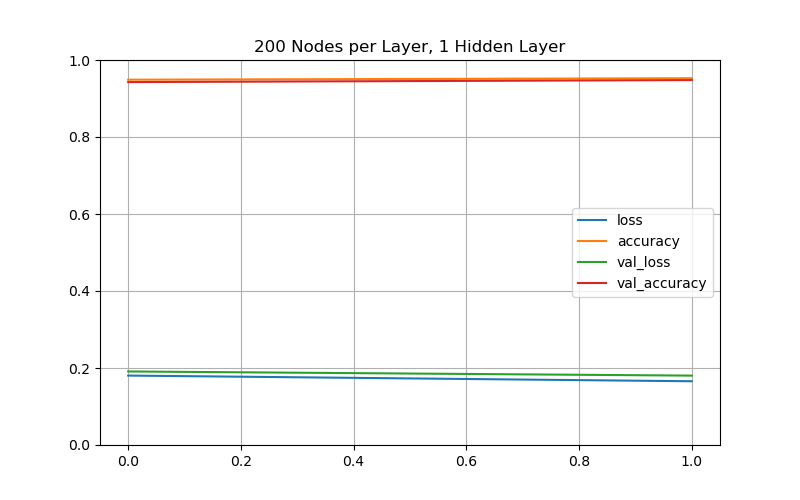 200 Nodes per Layer, 1 Hidden Layer
1.0
0.8
0.6
0.4
0.2
0.0
loss
accuracy
val_loss
val_accuracy
0.0 0.2 0.4 0.6 0.8 1.0